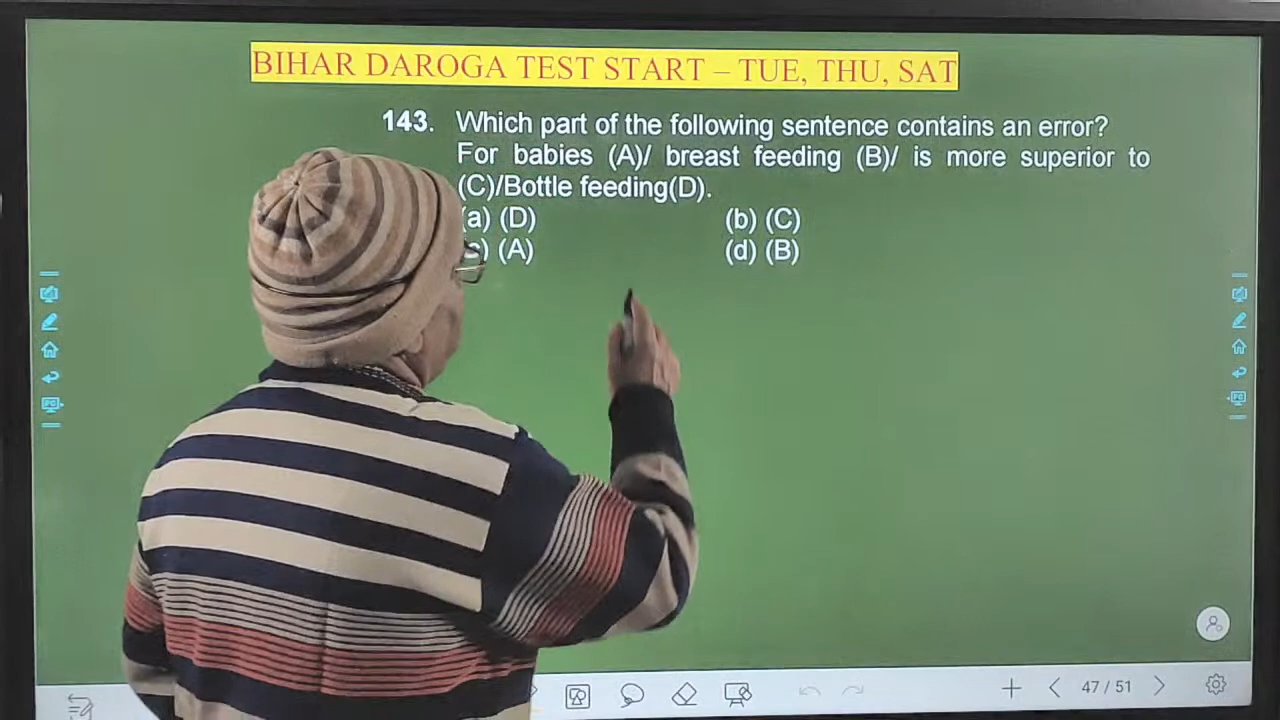 BIHAR DAROGA TEST START – TUE, THU, SAT
143. Which part of the following sentence contains an error?
For babies (A)/ breast feeding (B)/ is more superior to
(C)/Bottle feeding(D).
(a) (D) (b) (C)
(A) (d) (B)
47 / 51